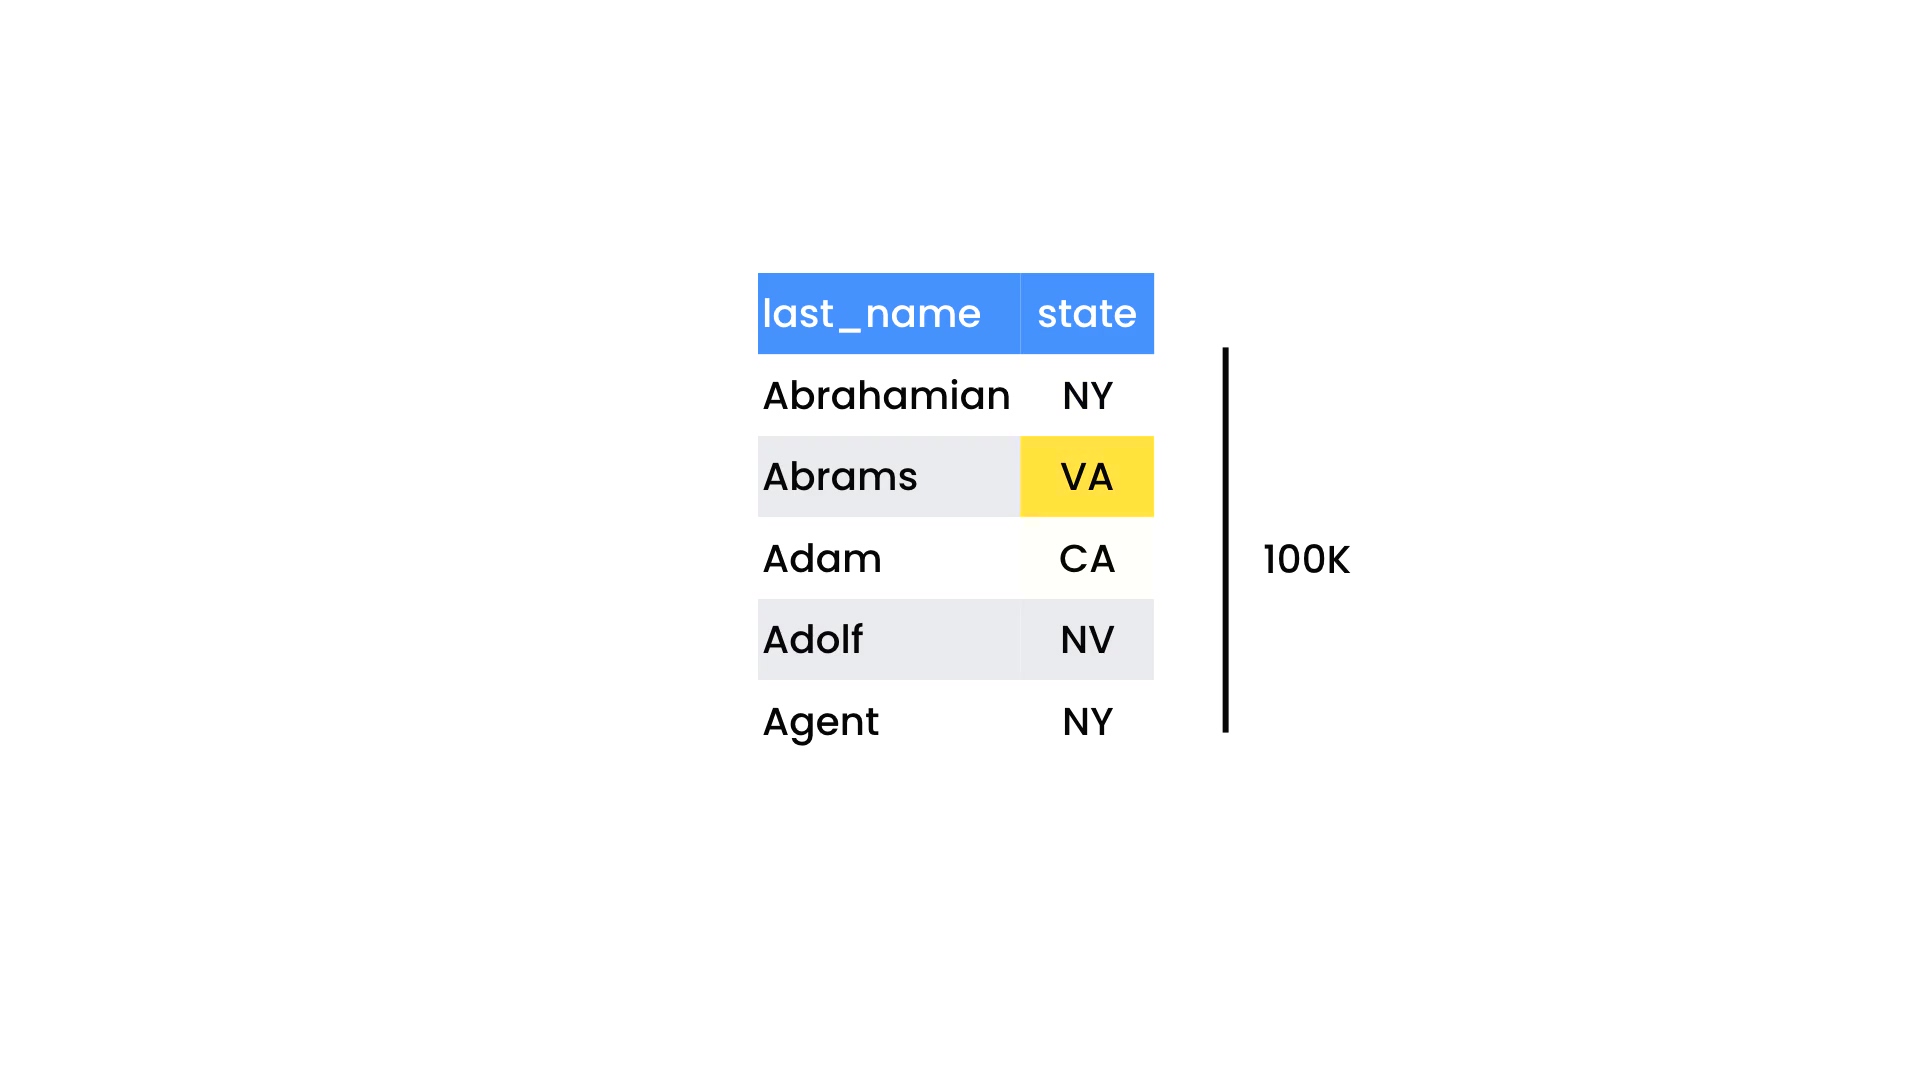 last_name state
Abrahamian NY
Abrams VA
Adam CA
100K
Adolf NV
Agent NY